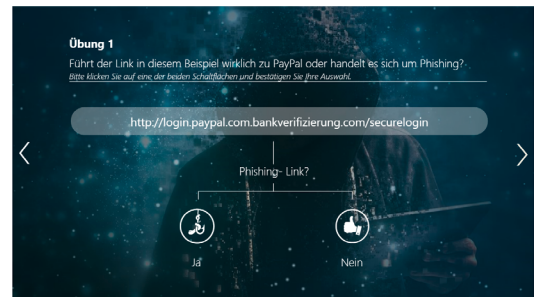 Übung 1
Führt der Link in diesem Beispiel wirklich zu PayPal oder handelt es sich um Phishing?
Bitte klicken Sie auf eine der beiden Schaltflächen und bestätigen Sie Ihre Auswahl.
http://login.paypal.com.bankverifizierung.com/securelogin
Phishing- Link?
Ja
Nein